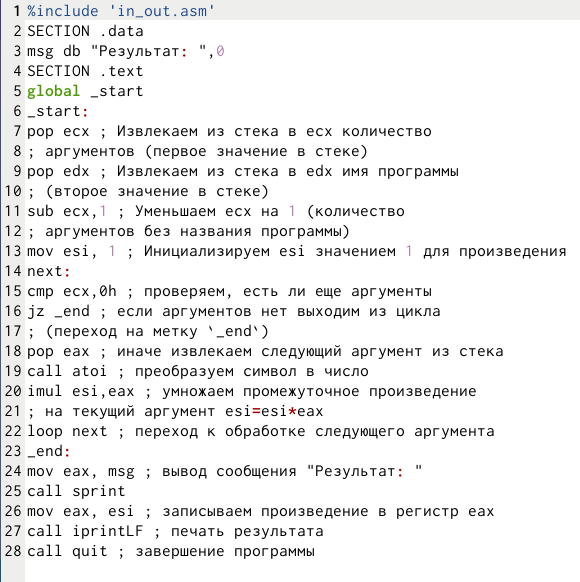 1 %include 'in_out.asm'
2 SECTION .data
3 msg db "Результат: ",0
4 SECTION .text
5 global _start
6 _start:
7 pop ecx ; Извлекаем из стека в ecx количество
8 ; аргументов (первое значение в стеке)
9 pop edx ; Извлекаем из стека в edx имя программы
10 ; (второе значение в стеке)
11 sub ecx,1 ; Уменьшаем ecx на 1 (количество
12 ; аргументов без названия программы)
13 mov esi, 1 ; Инициализируем esi значением 1 для произведения
14 next:
15 cmp ecx,0h ; проверяем, есть ли еще аргументы
16 jz _end ; если аргументов нет выходим из цикла
17 ; (переход на метку `_end`)
18 pop eax ; иначе извлекаем следующий аргумент из стека
19 call atoi ; преобразуем символ в число
20 imul esi,eax ; умножаем промежуточное произведение
21 ; на текущий аргумент esi=esi*eax
22 loop next ; переход к обработке следующего аргумента
23 _end:
24 mov eax, msg ; вывод сообщения "Результат: "
25 call sprint
26 mov eax, esi ; записываем произведение в регистр eax
27 call iprintLF ; печать результата
28 call quit ; завершение программы